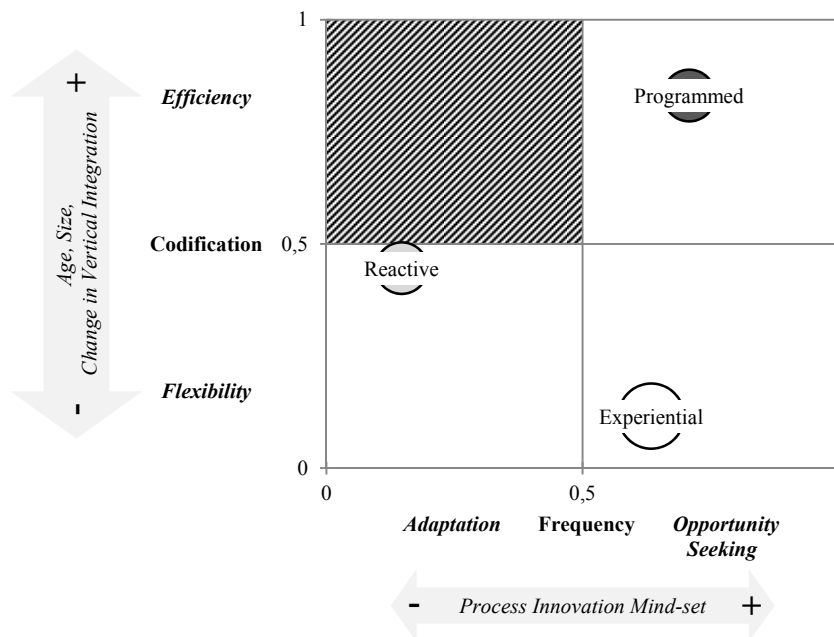 1
+
Efficiency
Programmed
Age, Size,
Change in Vertical Integration
Codification
0,5
Reactive
Flexibility
-
Experiential
0
0
0,5
Adaptation
Frequency
Opportunity
Seeking
-
Process Innovation Mind-set
+